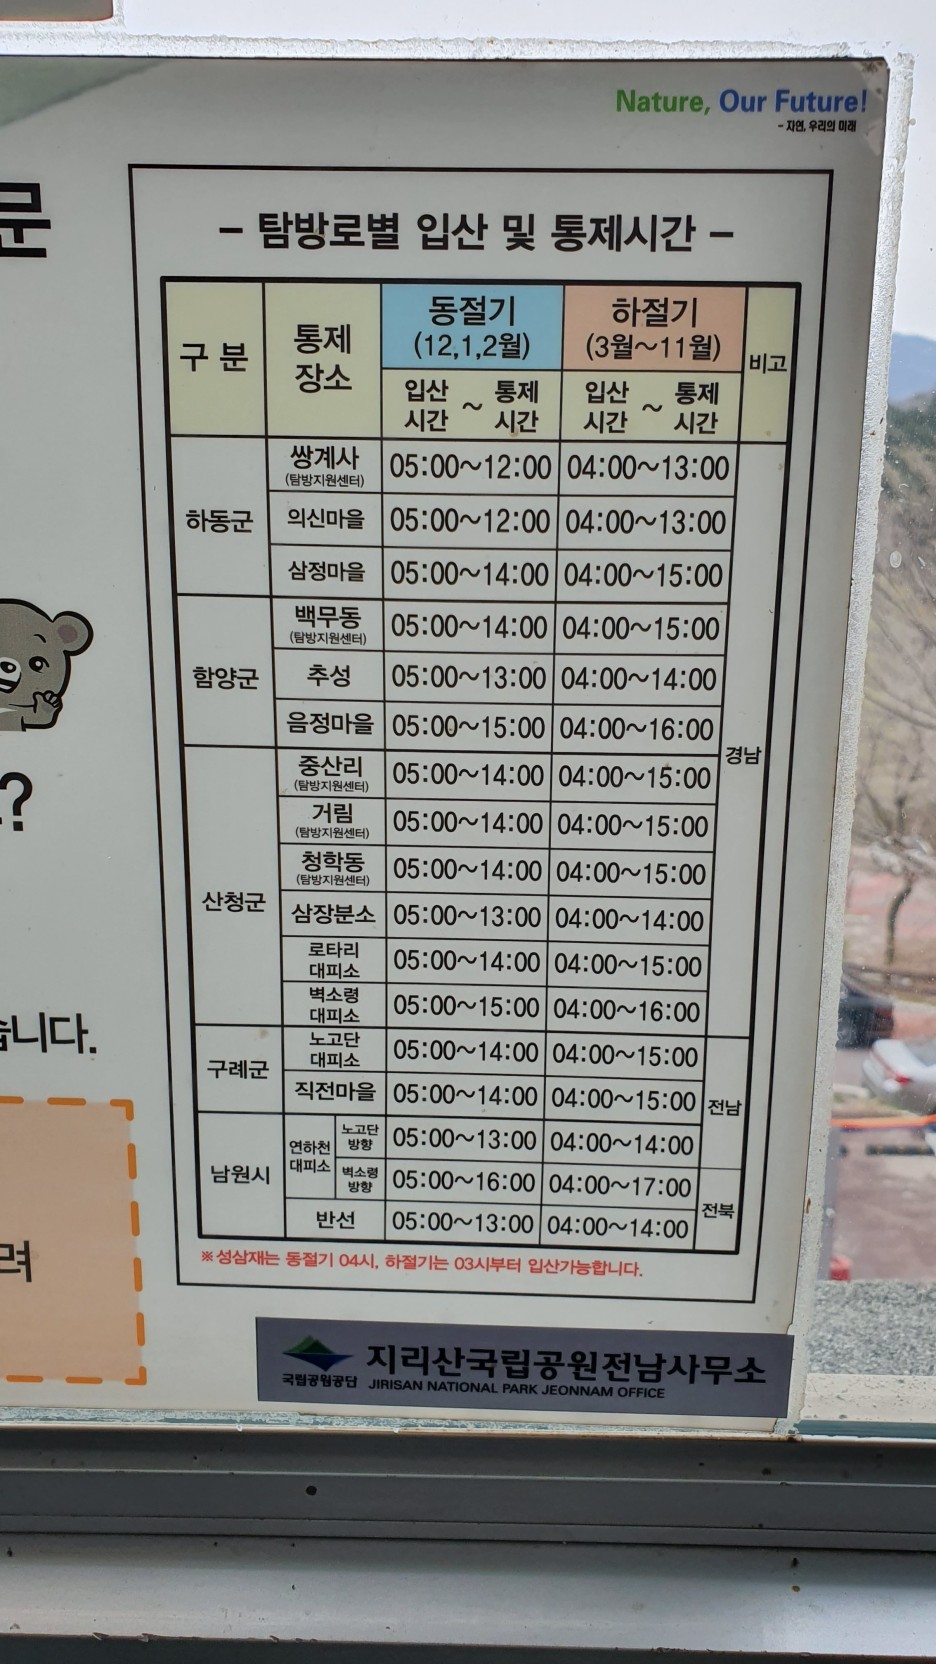 Nature, Our Future!
- 자연, 우리의 미래
문
- 탐방로별 입산 및 통제시간 -
구 분 통제 장소 동절기 (12,1,2월) 하절기 (3월~11월) 비고
입산 시간 ~ 통제 시간 입산 시간 ~ 통제 시간
하동군 쌍계사 (탐방지원센터) 05:00~12:00 04:00~13:00 경남
의신마을 05:00~12:00 04:00~13:00
삼정마을 05:00~14:00 04:00~15:00
함양군 백무동 (탐방지원센터) 05:00~14:00 04:00~15:00
추성 05:00~13:00 04:00~14:00
음정마을 05:00~15:00 04:00~16:00
산청군 중산리 (탐방지원센터) 05:00~14:00 04:00~15:00
거림 (탐방지원센터) 05:00~14:00 04:00~15:00
청학동 (탐방지원센터) 05:00~14:00 04:00~15:00
삼장분소 05:00~13:00 04:00~14:00
로타리 대피소 05:00~14:00 04:00~15:00
벽소령 대피소 05:00~15:00 04:00~16:00
구례군 노고단 대피소 05:00~14:00 04:00~15:00 전남
직전마을 05:00~14:00 04:00~15:00
남원시 연하천 대피소 노고단 방향 05:00~13:00 04:00~14:00
벽소령 방향 05:00~16:00 04:00~17:00 전북
반선 05:00~13:00 04:00~14:00
※성삼재는 동절기 04시, 하절기는 03시부터 입산가능합니다.
?
습니다.
려
국립공원공단 지리산국립공원전남사무소
JIRISAN NATIONAL PARK JEONNAM OFFICE